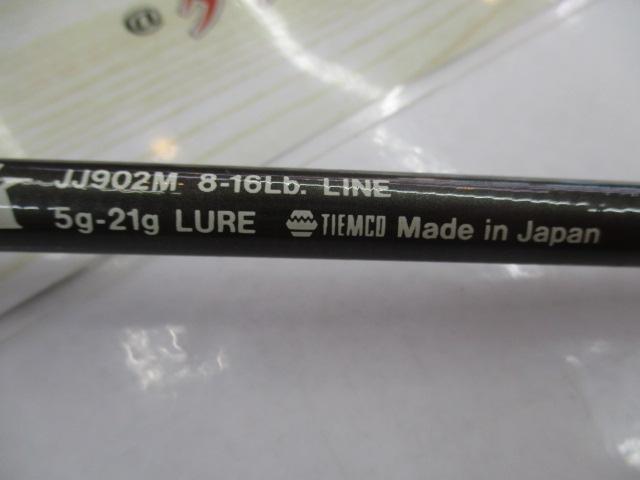 JJ902M 8-16Lb. LINE
5g-21g LURE TIEMCO Made in Japan